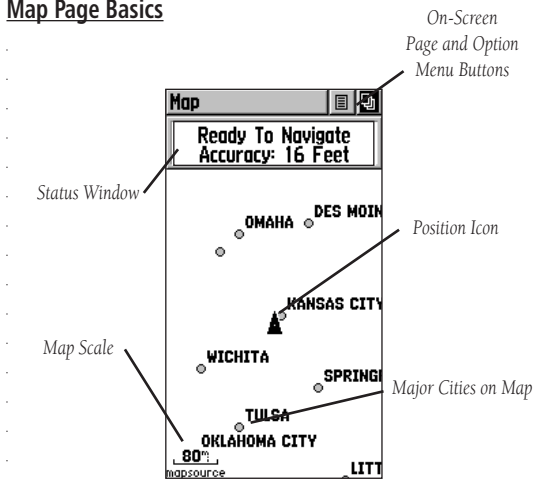 Map Page Basics
On-Screen
Page and Option
Menu Buttons
Map
Ready To Navigate
Accuracy: 16 Feet
Status Window
DES MOIN
OMAHA
Position Icon
KANSAS CITY
Map Scale
WICHITA
SPRINGF
Major Cities on Map
TULSA
OKLAHOMA CITY
80m
mapsource
LITT